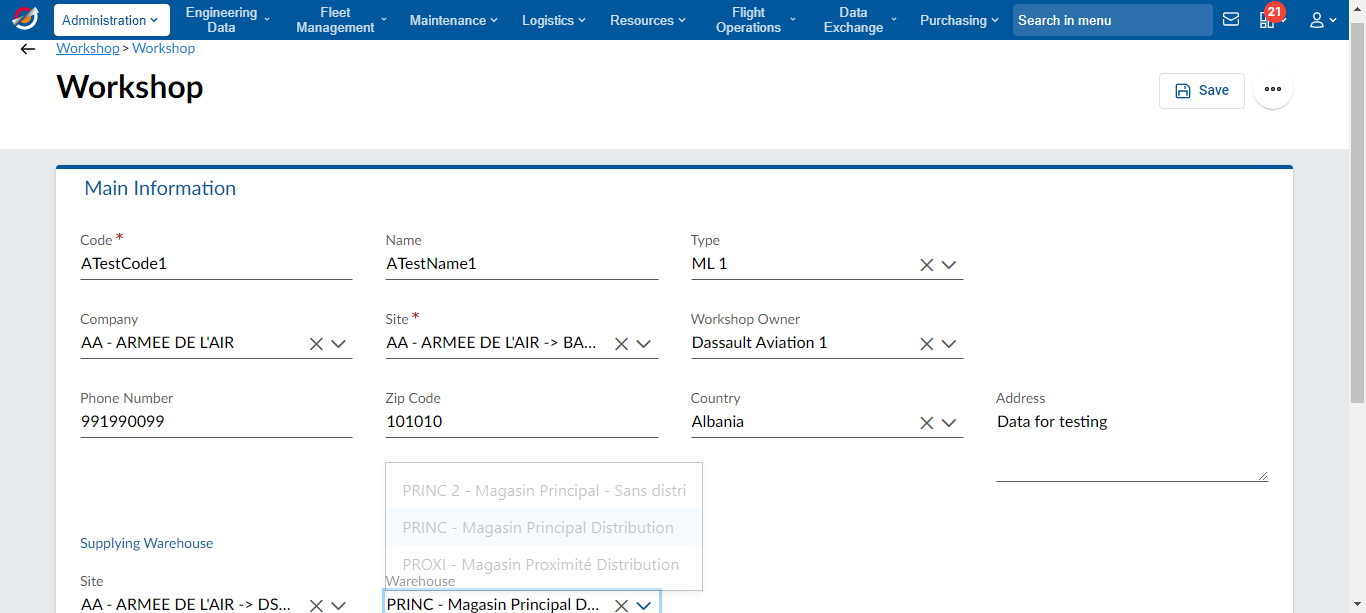 Administration
Engineering Data
Fleet Management
Maintenance
Logistics
Resources
Flight Operations
Data Exchange
Purchasing
Search in menu
21
Workshop > Workshop
Workshop
Save
Main Information
Code *
Name
Type
ATestCode1
ATestName1
ML 1
Company
Site *
Workshop Owner
AA - ARMEE DE L'AIR
AA - ARMEE DE L'AIR -> BA...
Dassault Aviation 1
Phone Number
Zip Code
Country
Address
991990099
101010
Albania
Data for testing
PRINC 2 - Magasin Principal - Sans distri
PRINC - Magasin Principal Distribution
Supplying Warehouse
PROXI - Magasin Proximité Distribution
Site
Warehouse
AA - ARMEE DE L'AIR -> DS...
PRINC - Magasin Principal D...